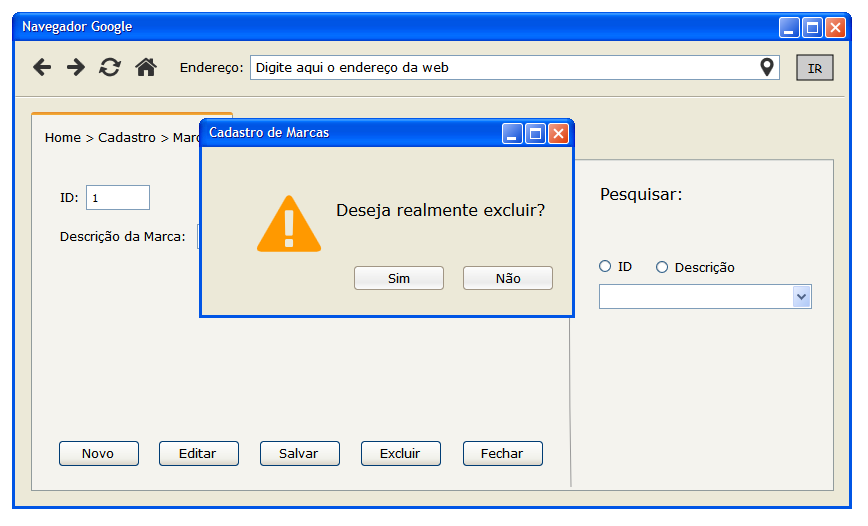 Navegador Google
Endereço: Digite aqui o endereço da web
IR
Home > Cadastro >
Cadastro de Marcas
ID: 1
Pesquisar:
Deseja realmente excluir?
Descrição da Marca:
ID Descrição
Sim Não
Novo Editar Salvar Excluir Fechar